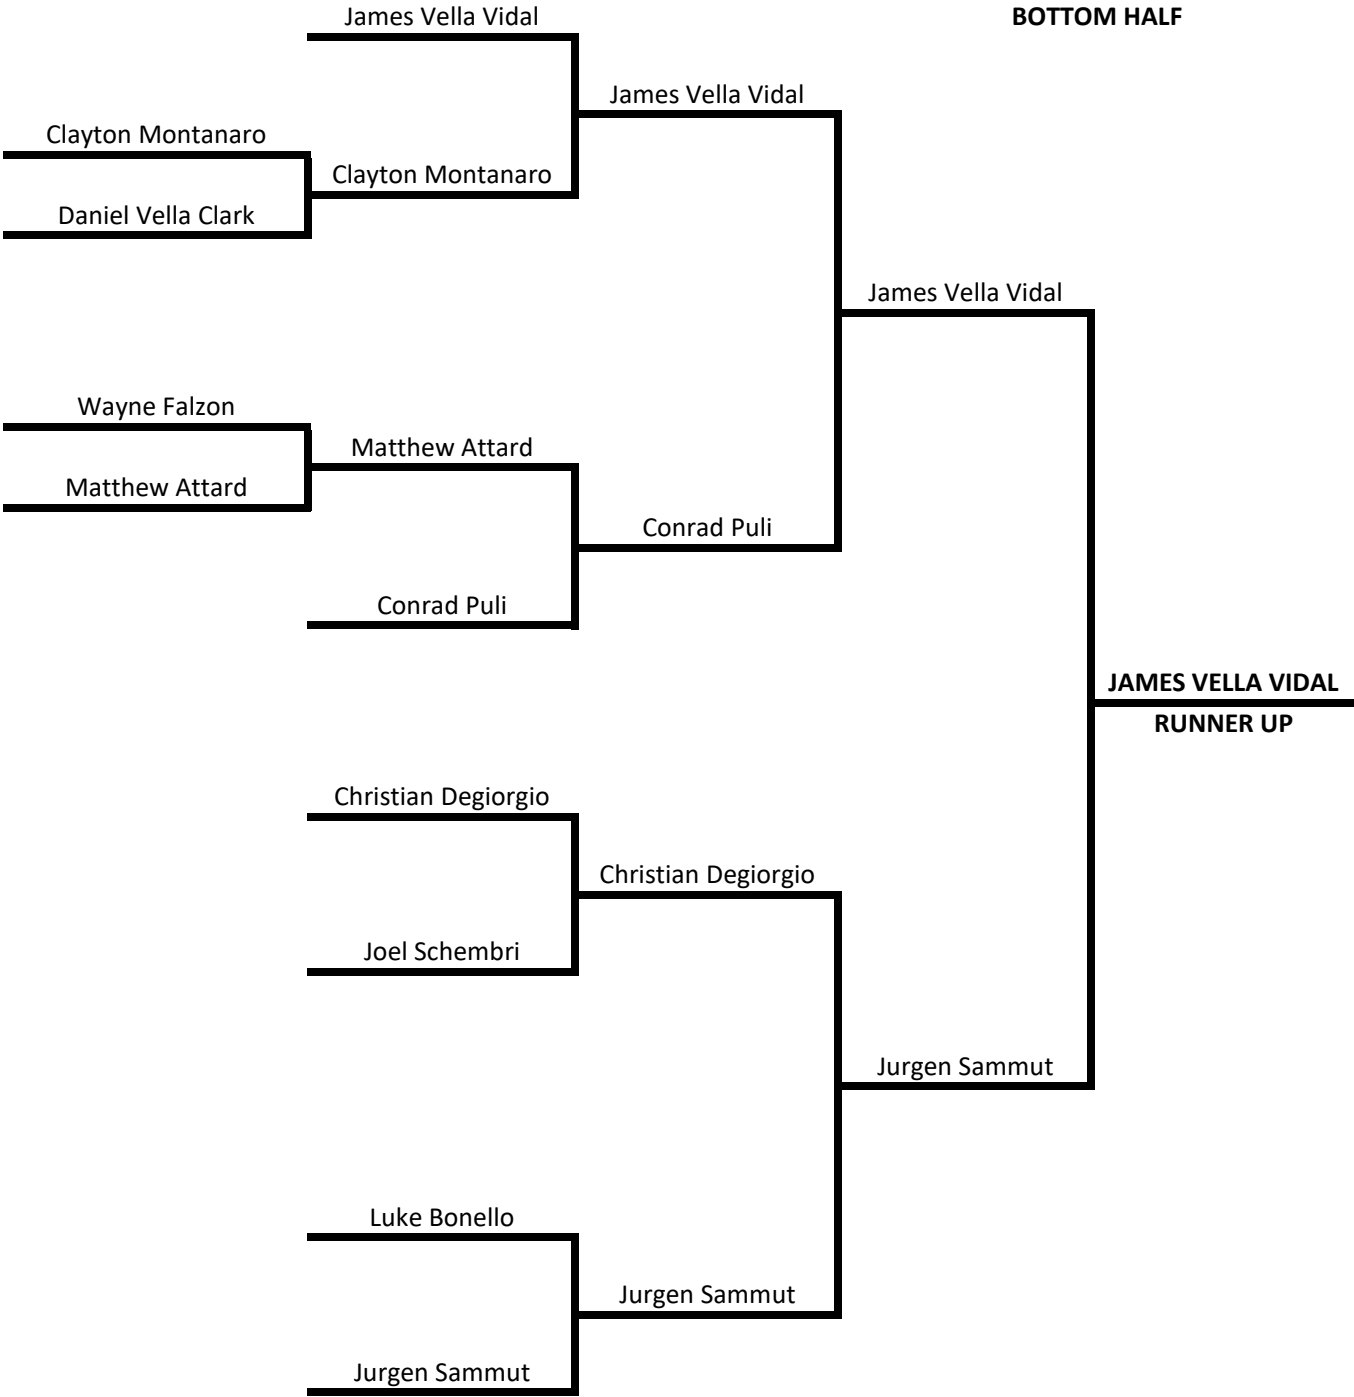 James Vella Vidal
BOTTOM HALF
James Vella Vidal
Clayton Montanaro
Clayton Montanaro
Daniel Vella Clark
James Vella Vidal
Wayne Falzon
Matthew Attard
Matthew Attard
Conrad Puli
Conrad Puli
JAMES VELLA VIDAL
RUNNER UP
Christian Degiorgio
Christian Degiorgio
Joel Schembri
Jurgen Sammut
Luke Bonello
Jurgen Sammut
Jurgen Sammut